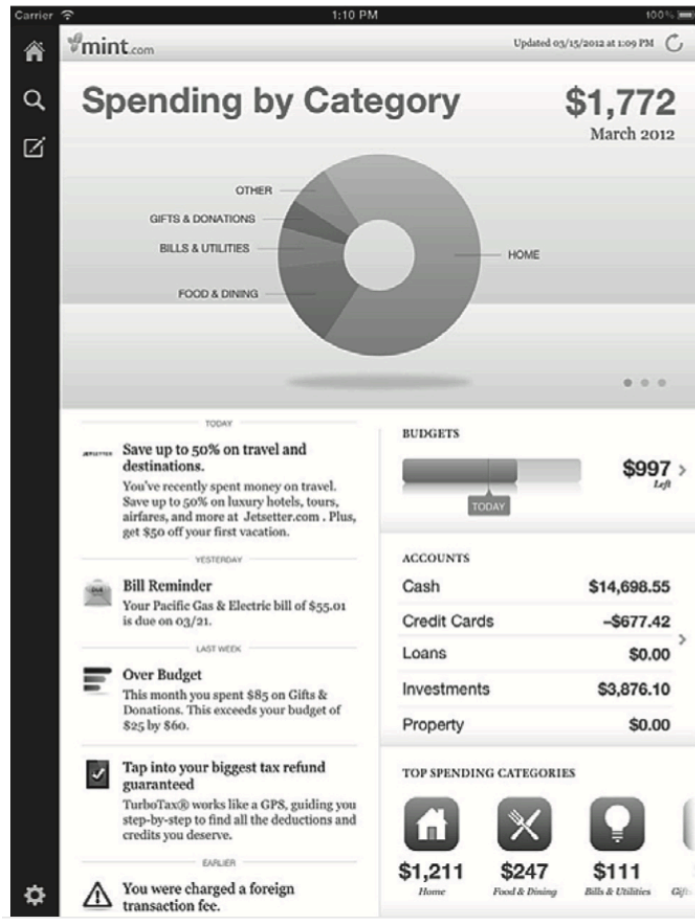 Carrier 1:10 PM 100%
mint.com Updated 03/15/2012 at 1:09 PM
Spending by Category $1,772
March 2012
OTHER
GIFTS & DONATIONS
BILLS & UTILITIES
HOME
FOOD & DINING
TODAY
JETSETTER
Save up to 50% on travel and
destinations.
You've recently spent money on travel.
Save up to 50% on luxury hotels, tours,
airfares, and more at Jetsetter.com . Plus,
get $50 off your first vacation.
YESTERDAY
Bill Reminder
Your Pacific Gas & Electric bill of $55.01
is due on 03/21.
LAST WEEK
Over Budget
This month you spent $85 on Gifts &
Donations. This exceeds your budget of
$25 by $60.
Tap into your biggest tax refund
guaranteed
TurboTax® works like a GPS, guiding you
step-by-step to find all the deductions and
credits you deserve.
EARLIER
You were charged a foreign
transaction fee.
BUDGETS
$997
Left
TODAY
ACCOUNTS
Cash $14,698.55
Credit Cards –$677.42
Loans $0.00
Investments $3,876.10
Property $0.00
TOP SPENDING CATEGORIES
$1,211 $247 $111
Home Food & Dining Bills & Utilities Gift